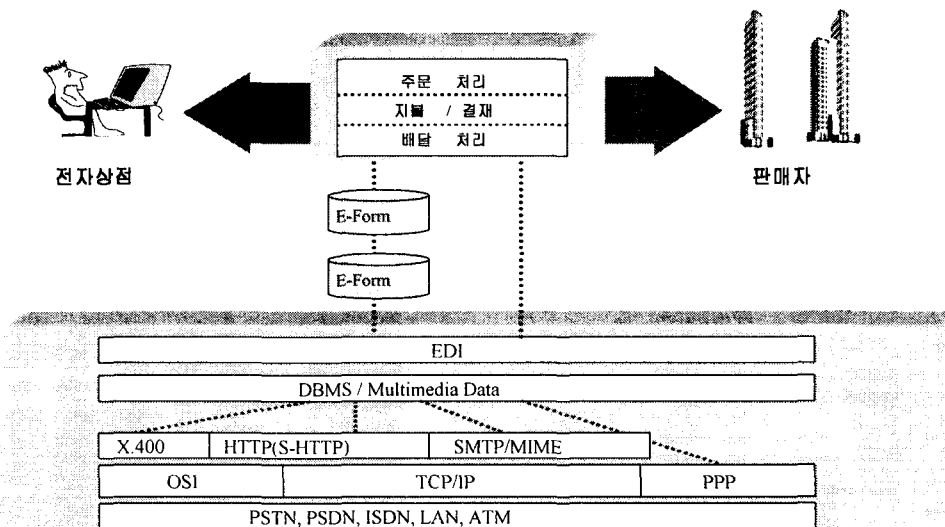 주문 처리
지불 / 결재
배달 처리
전자상점
판매자
E-Form
E-Form
EDI
DBMS / Multimedia Data
X.400 HTTP(S-HTTP) SMTP/MIME
OSI TCP/IP PPP
PSTN, PSDN, ISDN, LAN, ATM